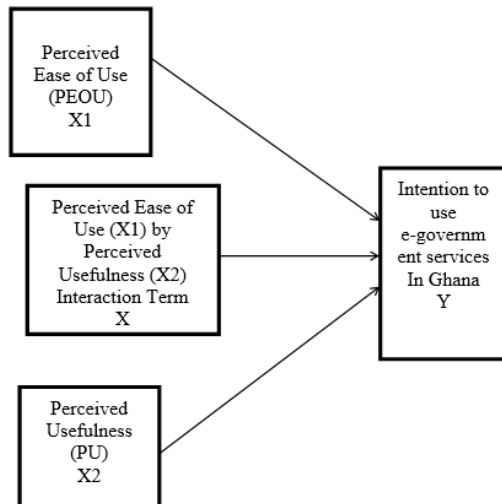 Perceived
Ease of Use
(PEOU)
X1
Perceived Ease of
Use (X1) by
Perceived
Usefulness (X2)
Interaction Term
X
Perceived
Usefulness
(PU)
X2
Intention to
use
e-governm
ent services
In Ghana
Y